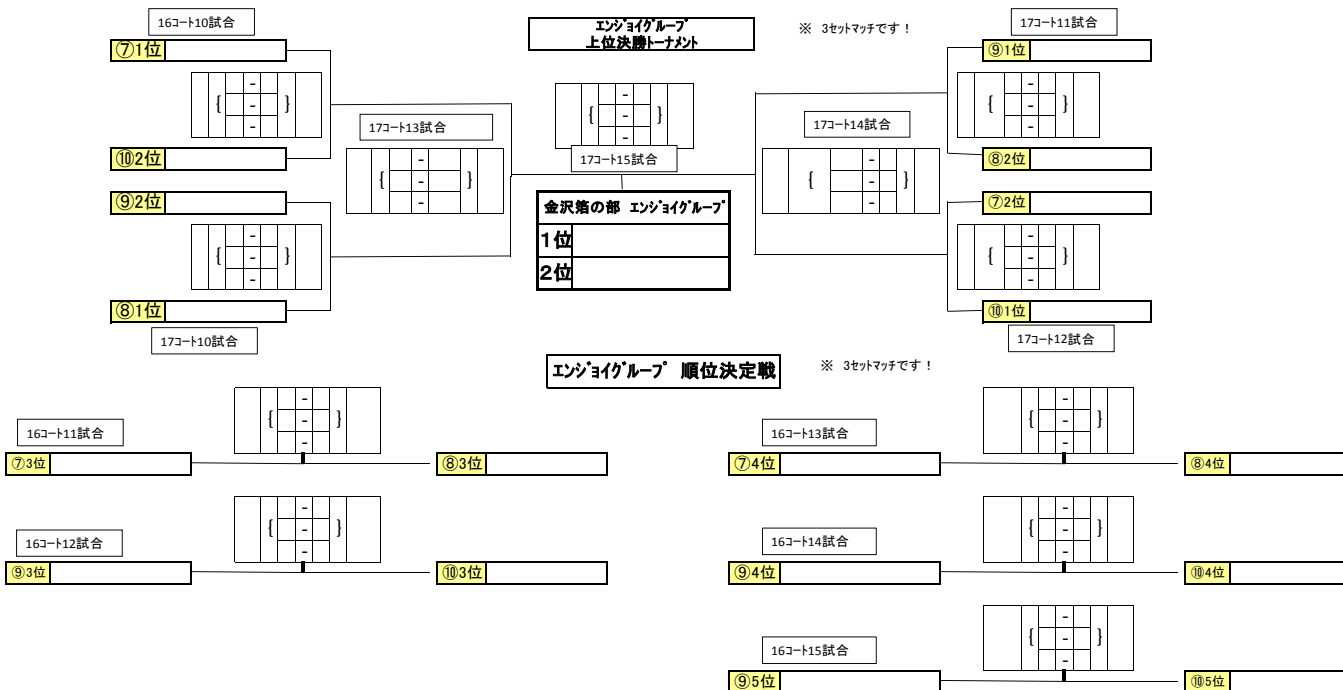 16コート10試合
エンジョイグループ
上位決勝トーナメント
※ 3セットマッチです！
17コート11試合
⑦1位
⑨1位
{ - - - }
{ - - - }
{ - - - }
17コート13試合
17コート14試合
⑩2位
17コート15試合
⑧2位
{ - - - }
{ - - - }
⑨2位
金沢箔の部 エンジョイグループ
⑦2位
1位
{ - - - }
{ - - - }
2位
⑧1位
⑩1位
17コート10試合
17コート12試合
エンジョイグループ 順位決定戦
※ 3セットマッチです！
16コート11試合
{ - - - }
⑦3位
⑧3位
16コート13試合
{ - - - }
⑦4位
⑧4位
16コート12試合
{ - - - }
⑨3位
⑩3位
16コート14試合
{ - - - }
⑨4位
⑩4位
16コート15試合
{ - - - }
⑨5位
⑩5位